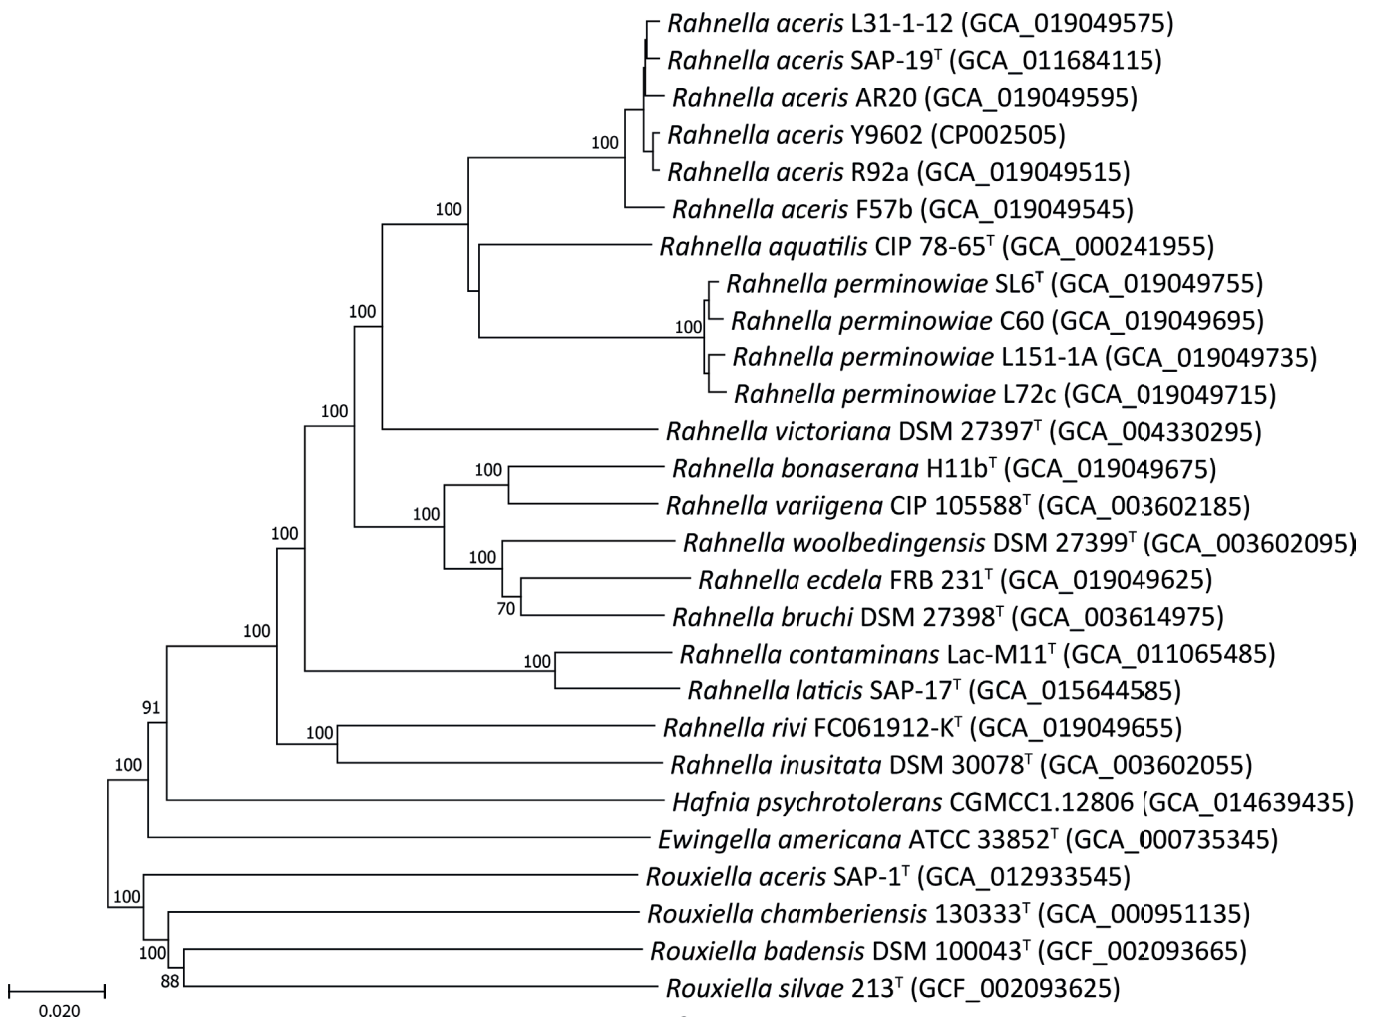 Rahnella aceris L31-1-12 (GCA_019049575)
Rahnella aceris SAP-19ᵀ (GCA_011684115)
Rahnella aceris AR20 (GCA_019049595)
Rahnella aceris Y9602 (CP002505)
100
Rahnella aceris R92a (GCA_019049515)
100
Rahnella aceris F57b (GCA_019049545)
Rahnella aquatilis CIP 78-65ᵀ (GCA_000241955)
Rahnella perminowiae SL6ᵀ (GCA_019049755)
100
Rahnella perminowiae C60 (GCA_019049695)
100
Rahnella perminowiae L151-1A (GCA_019049735)
Rahnella perminowiae L72c (GCA_019049715)
100
Rahnella victoriana DSM 27397ᵀ (GCA_004330295)
100
Rahnella bonaserana H11bᵀ (GCA_019049675)
Rahnella variigena CIP 105588ᵀ (GCA_003602185)
100
100
Rahnella woolbedingensis DSM 27399ᵀ (GCA_003602095)
100
Rahnella ecdela FRB 231ᵀ (GCA_019049625)
70
Rahnella bruchi DSM 27398ᵀ (GCA_003614975)
100
Rahnella contaminans Lac-M11ᵀ (GCA_011065485)
100
Rahnella laticis SAP-17ᵀ (GCA_015644585)
91
Rahnella rivi FC061912-Kᵀ (GCA_019049655)
100
Rahnella inusitata DSM 30078ᵀ (GCA_003602055)
100
Hafnia psychrotolerans CGMCC1.12806 (GCA_014639435)
Ewingella americana ATCC 33852ᵀ (GCA_000735345)
Rouxiella aceris SAP-1ᵀ (GCA_012933545)
100
Rouxiella chamberiensis 130333ᵀ (GCA_000951135)
100
Rouxiella badensis DSM 100043ᵀ (GCF_002093665)
88
Rouxiella silvae 213ᵀ (GCF_002093625)
0.020